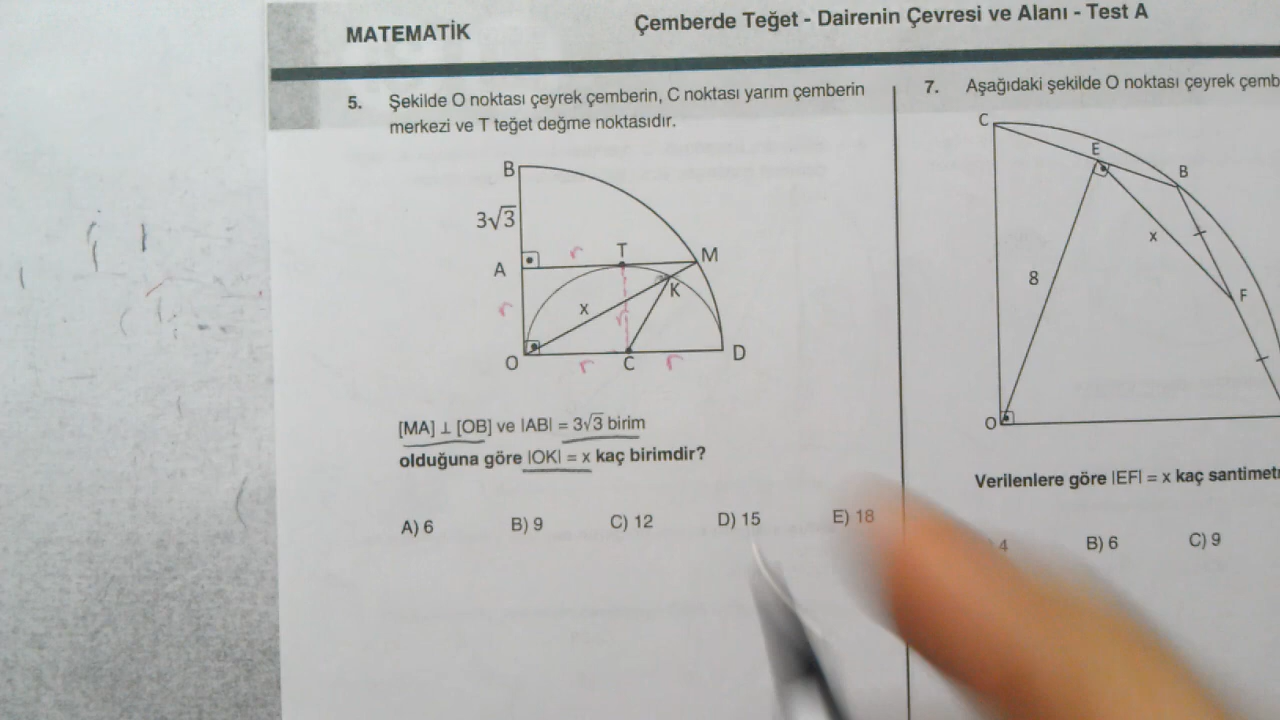 MATEMATİK
Çemberde Teğet - Dairenin Çevresi ve Alanı - Test A
5. Şekilde O noktası çeyrek çemberin, C noktası yarım çemberin
merkezi ve T teğet değme noktasıdır.
B
3√3
r
T
M
A
K
r
x
r
O
r
C
r
D
[MA] ⊥ [OB] ve |AB| = 3√3 birim
olduğuna göre |OK| = x kaç birimdir?
A) 6 B) 9 C) 12 D) 15 E) 18
7. Aşağıdaki şekilde O noktası çeyrek
C
E
B
x
8
F
O
Verilenlere göre |EF| = x kaç
4 B) 6 C) 9